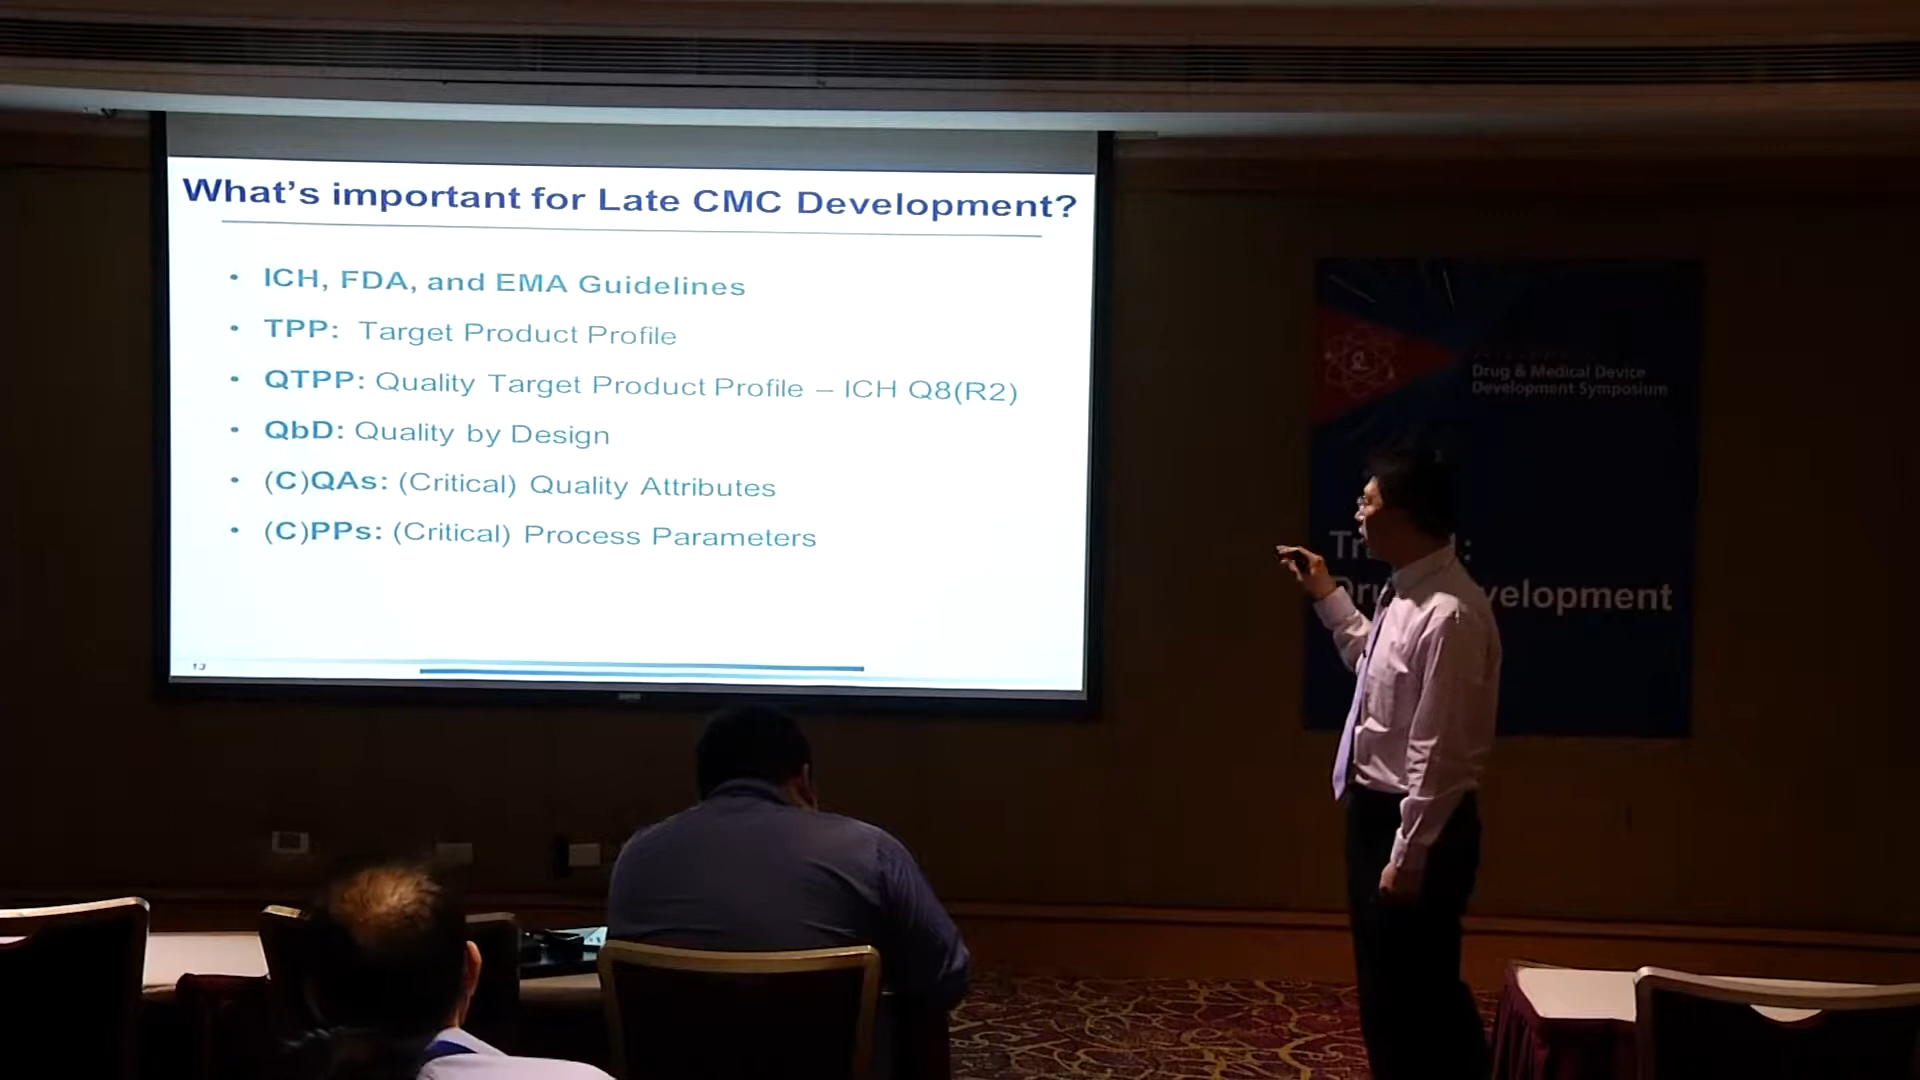 What's important for Late CMC Development?
• ICH, FDA, and EMA Guidelines
• TPP: Target Product Profile
• QTPP: Quality Target Product Profile – ICH Q8(R2)
• QbD: Quality by Design
• (C)QAs: (Critical) Quality Attributes
• (C)PPs: (Critical) Process Parameters
Drug & Medical Device
Development Symposium
velopment